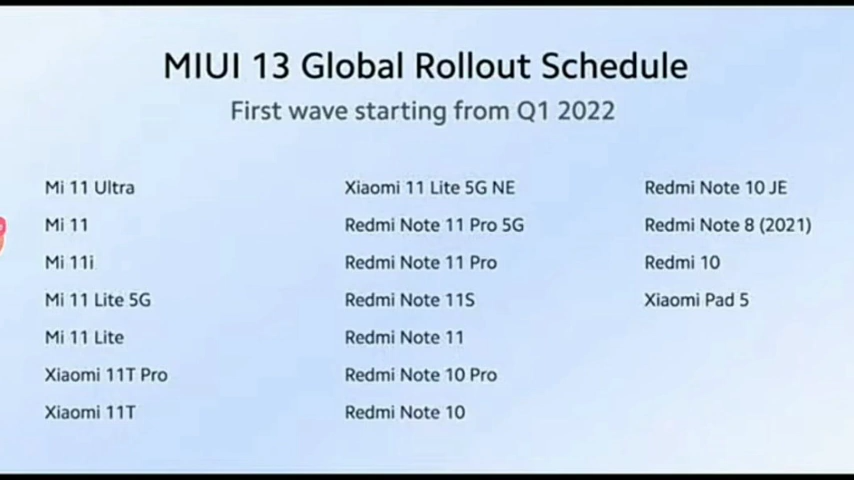 MIUI 13 Global Rollout Schedule
First wave starting from Q1 2022
Mi 11 Ultra
Mi 11
Mi 11i
Mi 11 Lite 5G
Mi 11 Lite
Xiaomi 11T Pro
Xiaomi 11T
Xiaomi 11 Lite 5G NE
Redmi Note 11 Pro 5G
Redmi Note 11 Pro
Redmi Note 11S
Redmi Note 11
Redmi Note 10 Pro
Redmi Note 10
Redmi Note 10 JE
Redmi Note 8 (2021)
Redmi 10
Xiaomi Pad 5